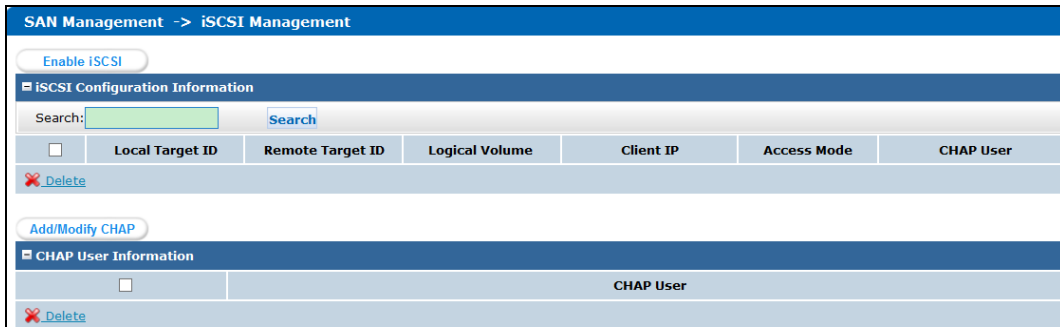 SAN Management -> iSCSI Management
Enable iSCSI
iSCSI Configuration Information
Search: Search
Local Target ID Remote Target ID Logical Volume Client IP Access Mode CHAP User
Delete
Add/Modify CHAP
CHAP User Information
CHAP User
Delete